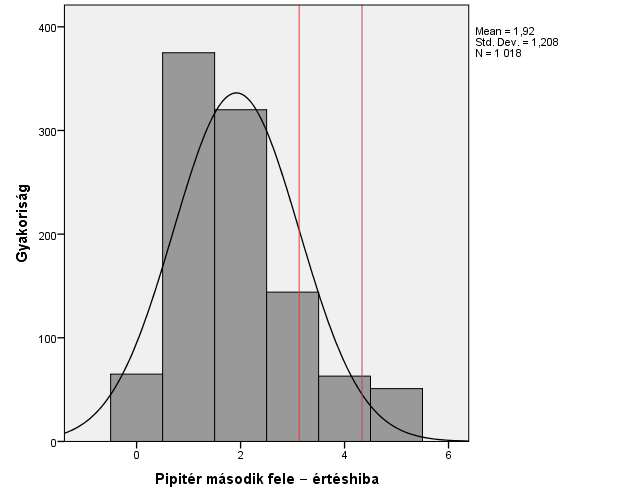 Mean = 1,92
Std. Dev. = 1,208
N = 1 018
400
300
200
100
0
Gyakoriság
0 2 4 6
Pipitér második fele – értéshiba